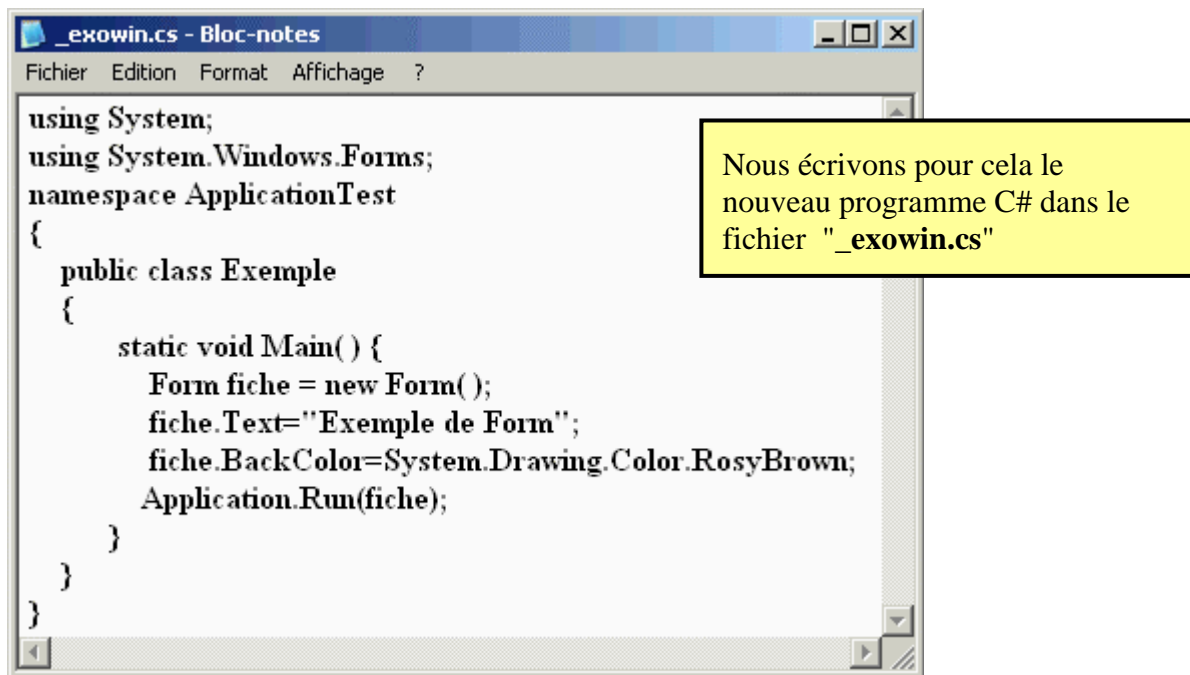 _exowin.cs - Bloc-notes
Fichier Edition Format Affichage ?
using System;
using System.Windows.Forms;
namespace ApplicationTest
{
public class Exemple
{
static void Main( ) {
Form fiche = new Form( );
fiche.Text="Exemple de Form";
fiche.BackColor=System.Drawing.Color.RosyBrown;
Application.Run(fiche);
}
}
}
Nous écrivons pour cela le
nouveau programme C# dans le
fichier "_exowin.cs"